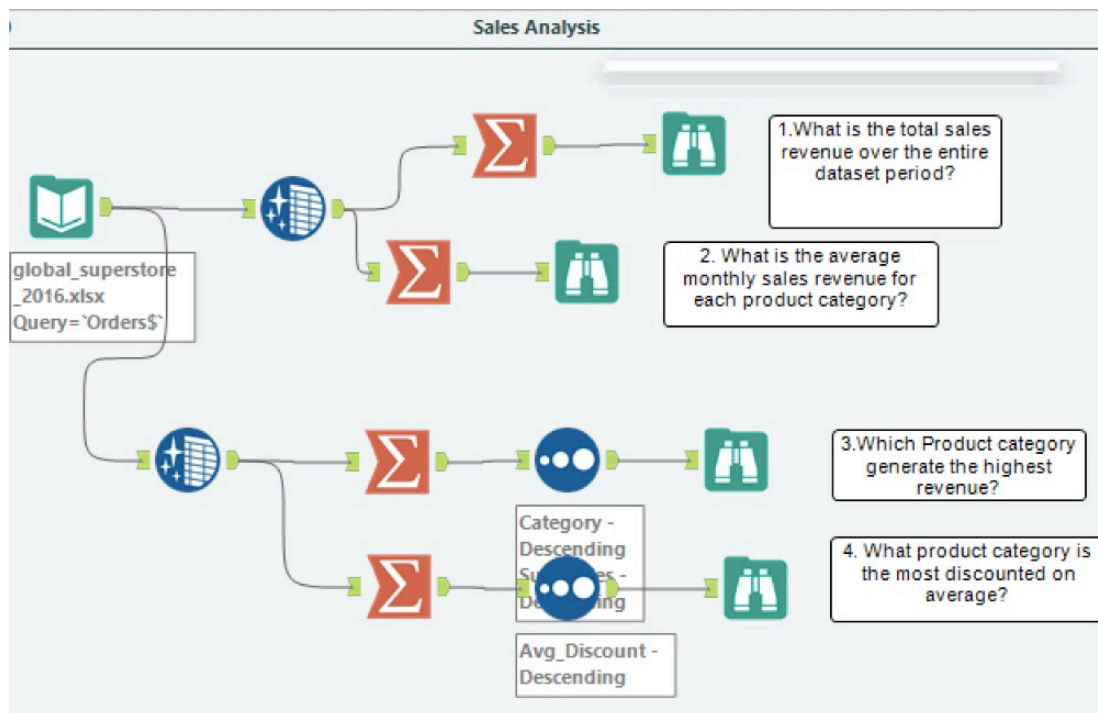 Sales Analysis
1.What is the total sales
revenue over the entire
dataset period?
global_superstore
_2016.xlsx
Query=`Orders$`
2. What is the average
monthly sales revenue for
each product category?
3.Which Product category
generate the highest
revenue?
Category -
Descending
4. What product category is
the most discounted on
average?
Avg_Discount -
Descending